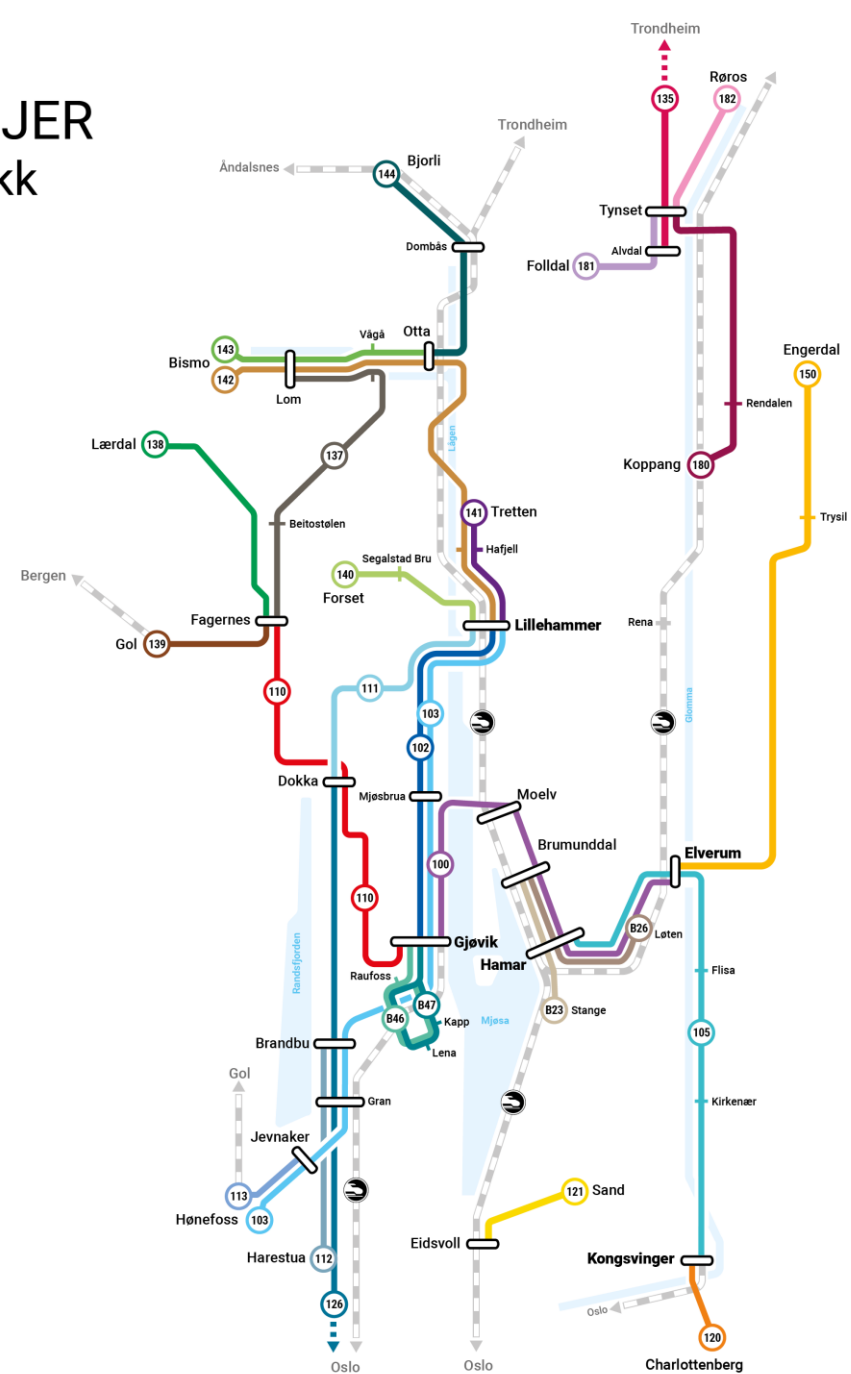 JER
kk
Trondheim
Røros
135
182
Trondheim
Bjorli
Åndalsnes
144
Tynset
Dombås
Alvdal
Folldal
181
Vågå
Otta
143
Bismo
142
Lom
Engerdal
150
Rendalen
Lærdal
138
Lågen
137
Koppang
180
141
Tretten
Trysil
Beitostølen
Hafjell
Segalstad Bru
140
Forset
Bergen
Fagernes
Lillehammer
Rena
Gol
139
110
111
103
Glomma
102
Dokka
Mjøsbrua
Moelv
Brumunddal
100
Elverum
110
B26
Løten
Gjøvik
Randsfjorden
Hamar
Raufoss
Flisa
B47
B46
Kapp
Mjøsa
B23
Stange
105
Brandbu
Lena
Gol
Gran
Kirkenær
Jevnaker
113
121
Sand
Hønefoss
103
Eidsvoll
Harestua
112
Kongsvinger
126
Oslo
120
Oslo
Oslo
Charlottenberg